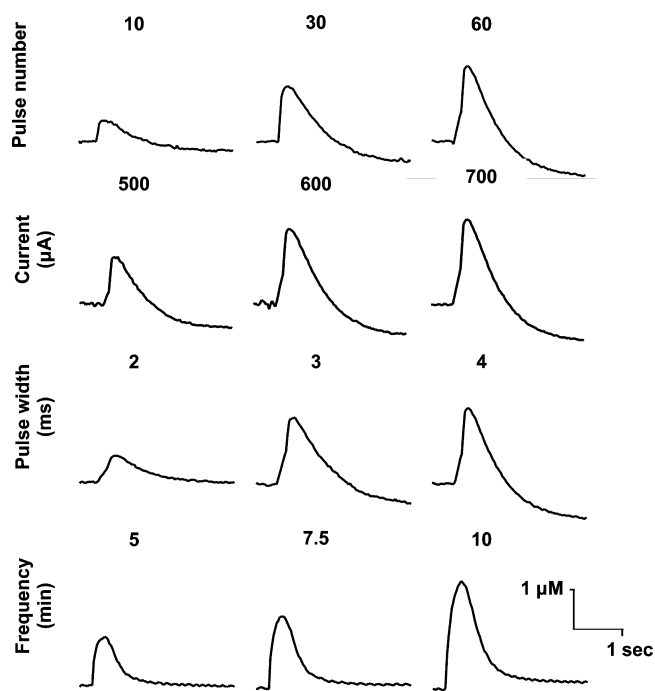 10 30 60
Pulse number
500 600 700
Current
(µA)
2 3 4
Pulse width
(ms)
5 7.5 10
Frequency
(min)
1 µM
1 sec